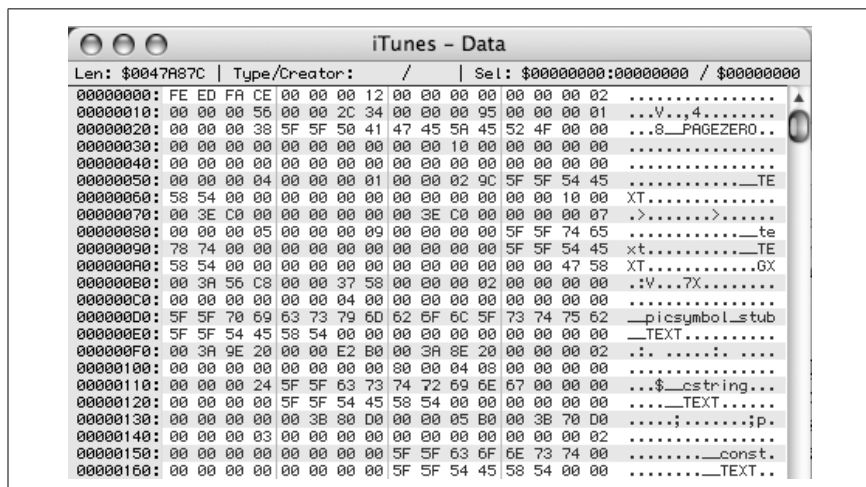 iTunes – Data
Len: $0047A87C | Type/Creator: / | Sel: $00000000:00000000 / $00000000
00000000: FE ED FA CE 00 00 00 12 00 00 00 00 00 00 00 02 ................
00000010: 00 00 00 56 00 00 2C 34 00 00 00 95 00 00 00 01 ...V..,4........
00000020: 00 00 00 38 5F 5F 50 41 47 45 5A 45 52 4F 00 00 ...8__PAGEZERO..
00000030: 00 00 00 00 00 00 00 00 00 00 10 00 00 00 00 00 ................
00000040: 00 00 00 00 00 00 00 00 00 00 00 00 00 00 00 00 ................
00000050: 00 00 00 04 00 00 00 01 00 00 02 9C 5F 5F 54 45 ............__TE
00000060: 58 54 00 00 00 00 00 00 00 00 00 00 00 00 10 00 XT..............
00000070: 00 3E C0 00 00 00 00 00 00 3E C0 00 00 00 00 07 .>.......>......
00000080: 00 00 00 05 00 00 00 09 00 00 00 00 5F 5F 74 65 ............__te
00000090: 78 74 00 00 00 00 00 00 00 00 00 00 5F 5F 54 45 xt..........__TE
000000A0: 58 54 00 00 00 00 00 00 00 00 00 00 00 00 47 58 XT............GX
000000B0: 00 3A 56 C8 00 00 37 58 00 00 00 02 00 00 00 00 .:V...7X........
000000C0: 00 00 00 00 80 00 04 00 00 00 00 00 00 00 00 00 ................
000000D0: 5F 5F 70 69 63 73 79 6D 62 6F 6C 5F 73 74 75 62 __picsymbol_stub
000000E0: 5F 5F 54 45 58 54 00 00 00 00 00 00 00 00 00 00 __TEXT..........
000000F0: 00 3A 9E 20 00 00 E2 B0 00 3A 8E 20 00 00 00 02 .:. .....:. ....
00000100: 00 00 00 00 00 00 00 00 80 00 04 08 00 00 00 00 ................
00000110: 00 00 00 24 5F 5F 63 73 74 72 69 6E 67 00 00 00 ...$__cstring...
00000120: 00 00 00 00 5F 5F 54 45 58 54 00 00 00 00 00 00 ....__TEXT......
00000130: 00 00 00 00 00 3B 80 D0 00 00 05 B0 00 3B 70 D0 .....;.......;p.
00000140: 00 00 00 03 00 00 00 00 00 00 00 00 00 00 00 02 ................
00000150: 00 00 00 00 00 00 00 00 5F 5F 63 6F 6E 73 74 00 ........__const.
00000160: 00 00 00 00 00 00 00 00 5F 5F 54 45 58 54 00 00 ........__TEXT..